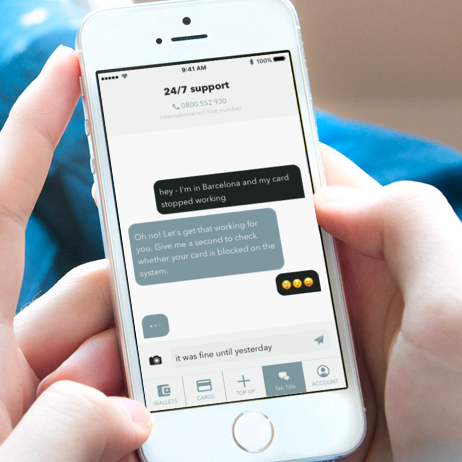 9:41 AM
100%
24/7 support
0800 552 930
international toll free number
hey - I'm in Barcelona and my card
stopped working
Oh no! Let's get that working for
you. Give me a second to check
whether your card is blocked on the
system.
😟😟😟
it was fine until yesterday
WALLETS
CARDS
TOP UP
Tab Title
ACCOUNT